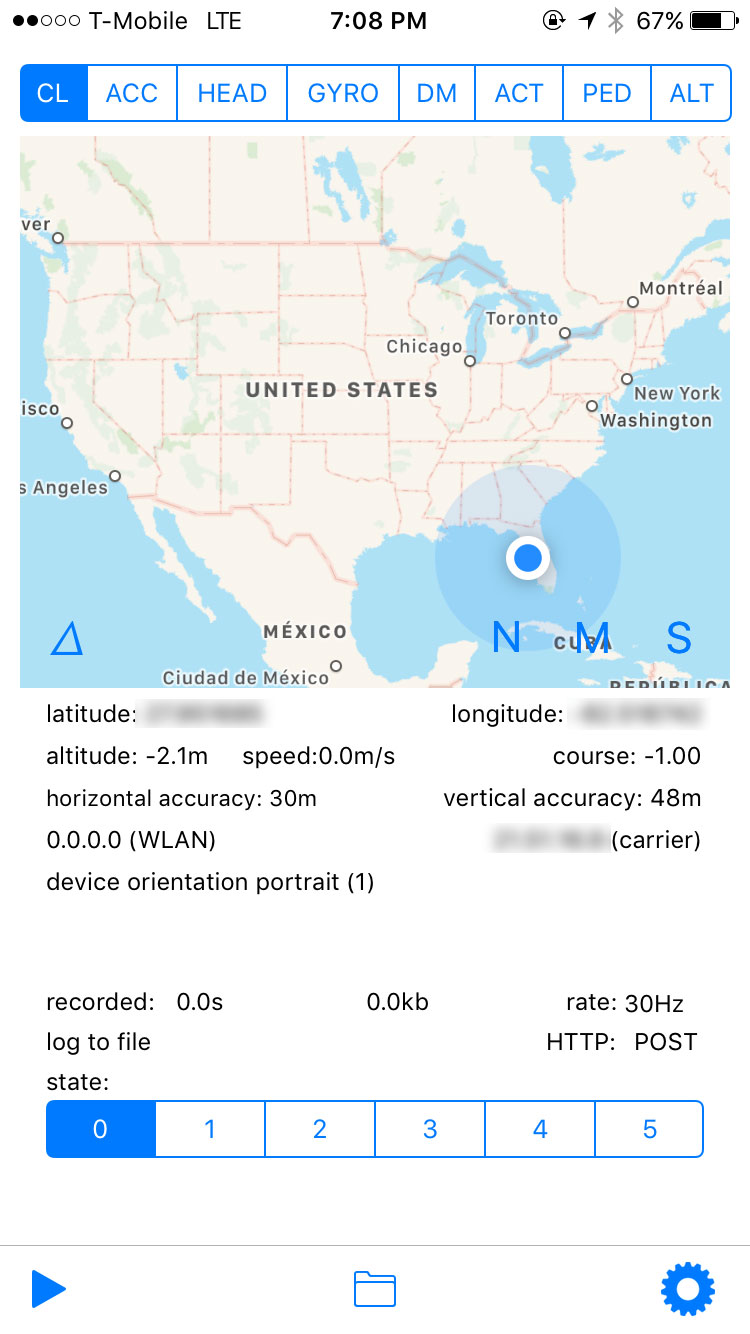 T-Mobile LTE 7:08 PM 67%
CL ACC HEAD GYRO DM ACT PED ALT
ver
Montréal
Toronto
Chicago
UNITED STATES
New York
isco
Washington
s Angeles
MÉXICO
N M S
CUBA
Ciudad de México
REPÚBLICA
latitude: longitude:
altitude: -2.1m speed:0.0m/s course: -1.00
horizontal accuracy: 30m vertical accuracy: 48m
0.0.0.0 (WLAN) (carrier)
device orientation portrait (1)
recorded: 0.0s 0.0kb rate: 30Hz
log to file HTTP: POST
state:
0 1 2 3 4 5